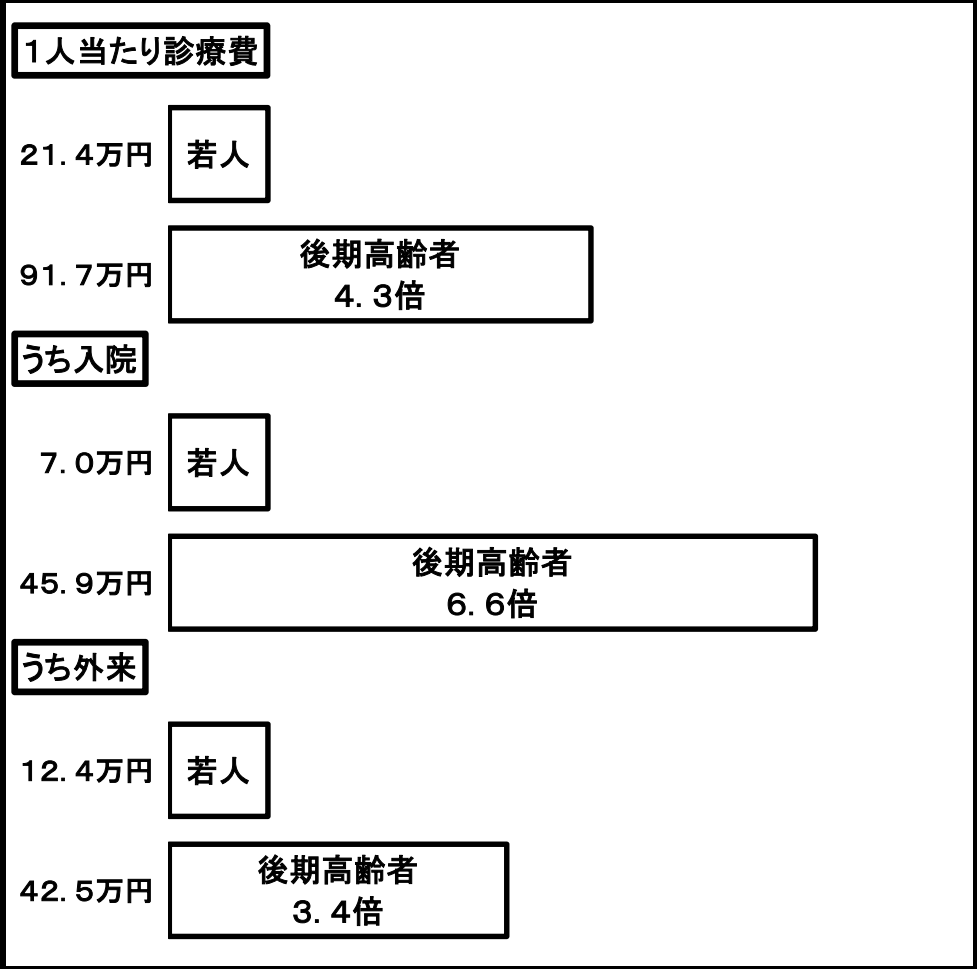 1人当たり診療費
21.4万円
若人
91.7万円
後期高齢者
4.3倍
うち入院
7.0万円
若人
45.9万円
後期高齢者
6.6倍
うち外来
12.4万円
若人
42.5万円
後期高齢者
3.4倍